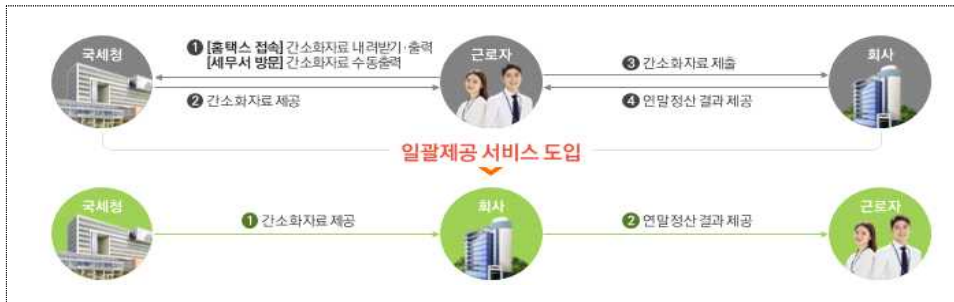 국세청
❶ [홈택스 접속] 간소화자료 내려받기·출력
[세무서 방문] 간소화자료 수동출력
❷ 간소화자료 제공
근로자
❸ 간소화자료 제출
❹ 연말정산 결과 제공
회사
일괄제공 서비스 도입
국세청
❶ 간소화자료 제공
회사
❷ 연말정산 결과 제공
근로자